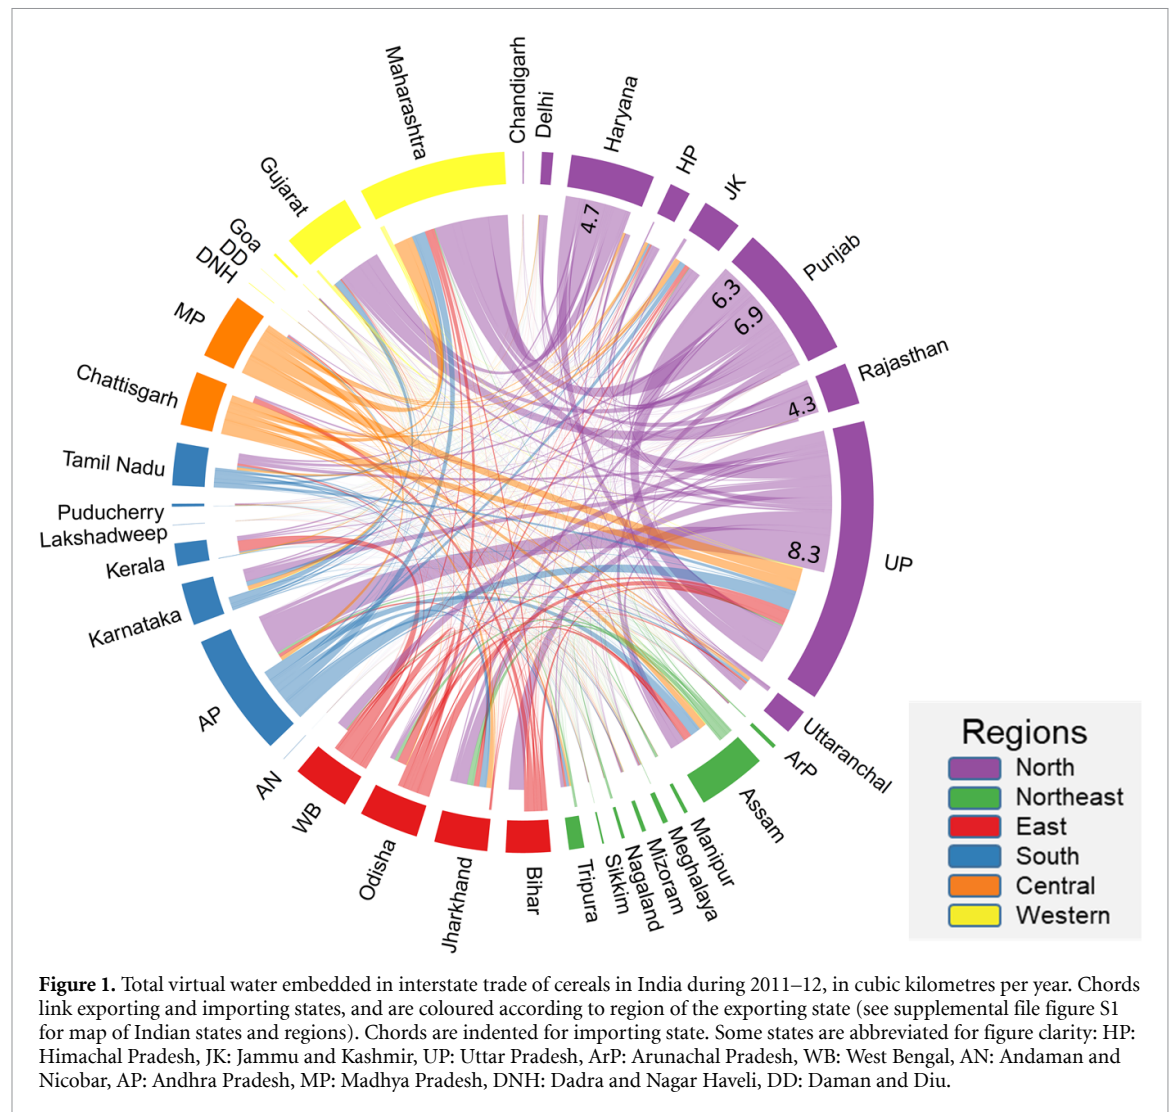 Chandigarh
Delhi
Haryana
HP
JK
Punjab
Rajasthan
UP
Uttaranchal
ArP
Assam
Manipur
Meghalaya
Mizoram
Nagaland
Sikkim
Tripura
Bihar
Jharkhand
Odisha
WB
AN
AP
Karnataka
Kerala
Lakshadweep
Puducherry
Tamil Nadu
Chattisgarh
MP
DNH
DD
Goa
Gujarat
Maharashtra
4.7
6.3
6.9
4.3
8.3
Regions
North
Northeast
East
South
Central
Western
Figure 1. Total virtual water embedded in interstate trade of cereals in India during 2011–12, in cubic kilometres per year. Chords
link exporting and importing states, and are coloured according to region of the exporting state (see supplemental file figure S1
for map of Indian states and regions). Chords are indented for importing state. Some states are abbreviated for figure clarity: HP:
Himachal Pradesh, JK: Jammu and Kashmir, UP: Uttar Pradesh, ArP: Arunachal Pradesh, WB: West Bengal, AN: Andaman and
Nicobar, AP: Andhra Pradesh, MP: Madhya Pradesh, DNH: Dadra and Nagar Haveli, DD: Daman and Diu.